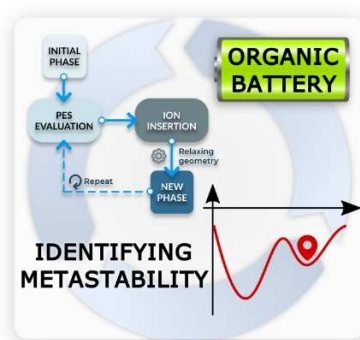 INITIAL
PHASE
PES
EVALUATION
ION
INSERTION
Relaxing
geometry
Repeat
NEW
PHASE
ORGANIC
BATTERY
IDENTIFYING
METASTABILITY